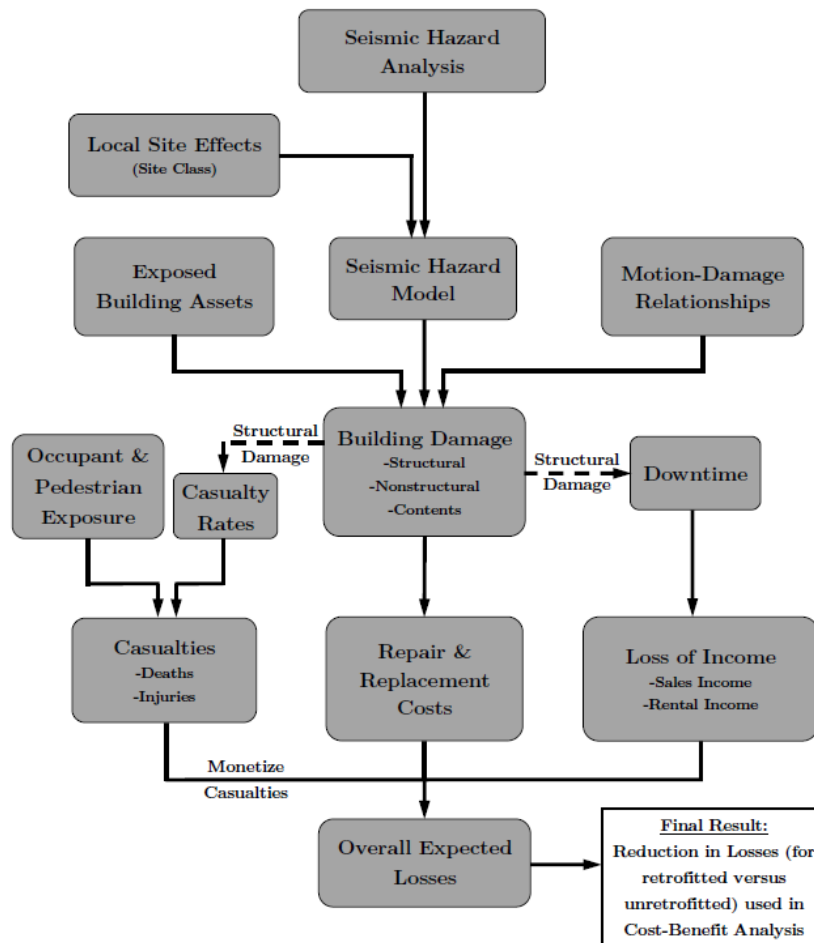 Seismic Hazard
Analysis
Local Site Effects
(Site Class)
Exposed
Building Assets
Seismic Hazard
Model
Motion-Damage
Relationships
Occupant &
Pedestrian
Exposure
Structural
Damage
Casualty
Rates
Building Damage
-Structural
-Nonstructural
-Contents
Structural
Damage
Downtime
Casualties
-Deaths
-Injuries
Repair &
Replacement
Costs
Loss of Income
-Sales Income
-Rental Income
Monetize
Casualties
Overall Expected
Losses
Final Result:
Reduction in Losses (for
retrofitted versus
unretrofitted) used in
Cost-Benefit Analysis